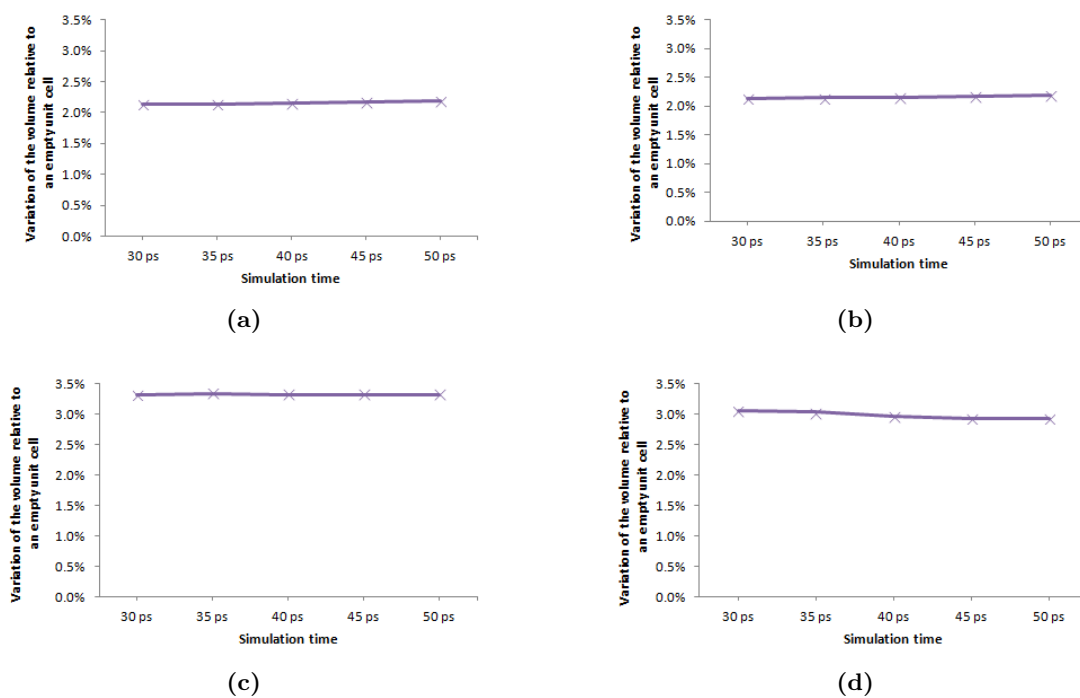 Variation of the volume relative to
an empty unit cell
3.5%
3.0%
2.5%
2.0%
1.5%
1.0%
0.5%
0.0%
30 ps 35 ps 40 ps 45 ps 50 ps
Simulation time
(a)
Variation of the volume relative to
an empty unit cell
3.5%
3.0%
2.5%
2.0%
1.5%
1.0%
0.5%
0.0%
30 ps 35 ps 40 ps 45 ps 50 ps
Simulation time
(b)
Variation of the volume relative to
an empty unit cell
3.5%
3.0%
2.5%
2.0%
1.5%
1.0%
0.5%
0.0%
30 ps 35 ps 40 ps 45 ps 50 ps
Simulation time
(c)
Variation of the volume relative to
an empty unit cell
3.5%
3.0%
2.5%
2.0%
1.5%
1.0%
0.5%
0.0%
30 ps 35 ps 40 ps 45 ps 50 ps
Simulation time
(d)